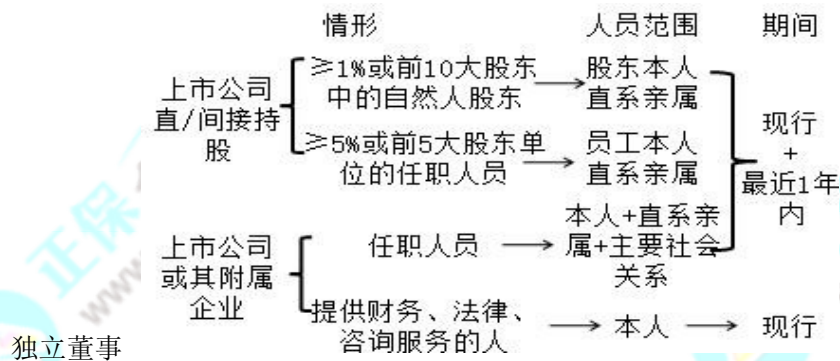 情形 人员范围 期间
上市公司
直/间接持
股
≥1%或前10大股东
中的自然人股东
股东本人
直系亲属
≥5%或前5大股东单
位的任职人员
员工本人
直系亲属
现行
+
最近1年
内
上市公司
或其附属
企业
任职人员
本人+直系亲
属+主要社会
关系
提供财务、法律、
咨询服务的人
本人
现行
独立董事
正保
www